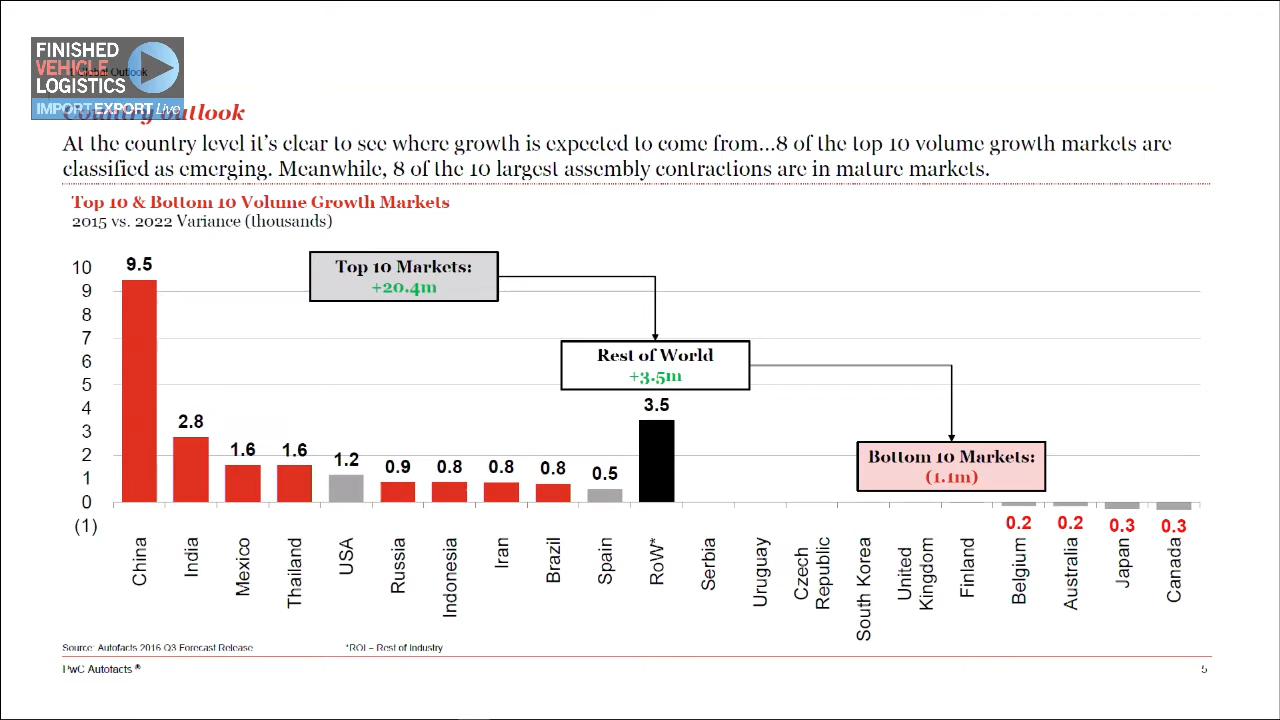 FINISHED
VEHICLE
LOGISTICS
IMPORT EXPORT Live
Global Outlook
Country outlook
At the country level it's clear to see where growth is expected to come from...8 of the top 10 volume growth markets are
classified as emerging. Meanwhile, 8 of the 10 largest assembly contractions are in mature markets.
Top 10 & Bottom 10 Volume Growth Markets
2015 vs. 2022 Variance (thousands)
Top 10 Markets:
+20.4m
Rest of World
+3.5m
Bottom 10 Markets:
(1.1m)
10
9
8
7
6
5
4
3
2
1
0
(1)
9.5
2.8
1.6
1.6
1.2
0.9
0.8
0.8
0.8
0.5
3.5
0.2
0.2
0.3
0.3
China
India
Mexico
Thailand
USA
Russia
Indonesia
Iran
Brazil
Spain
RoW*
Serbia
Uruguay
Czech
Republic
South Korea
United
Kingdom
Finland
Belgium
Australia
Japan
Canada
Source: Autofacts 2016 Q3 Forecast Release
*ROI – Rest of Industry
PwC Autofacts ®
5